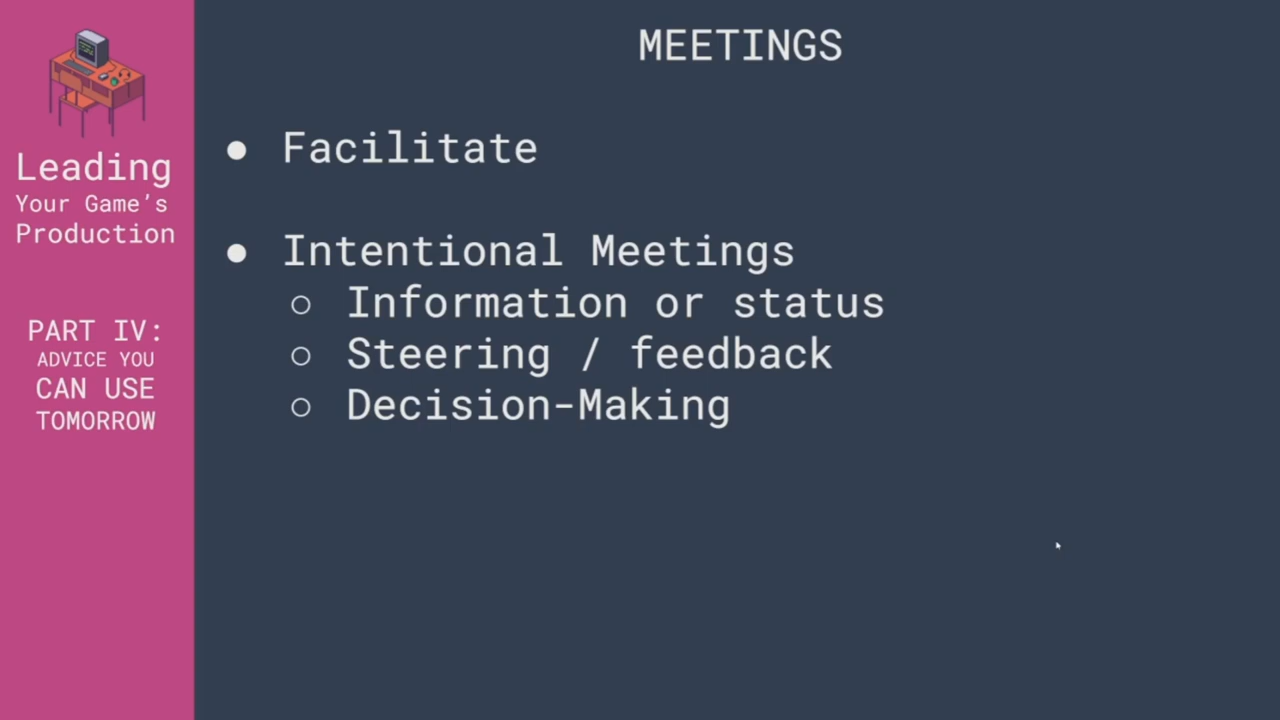 Leading
Your Game's
Production
PART IV:
ADVICE YOU
CAN USE
TOMORROW
MEETINGS
● Facilitate
● Intentional Meetings
○ Information or status
○ Steering / feedback
○ Decision-Making